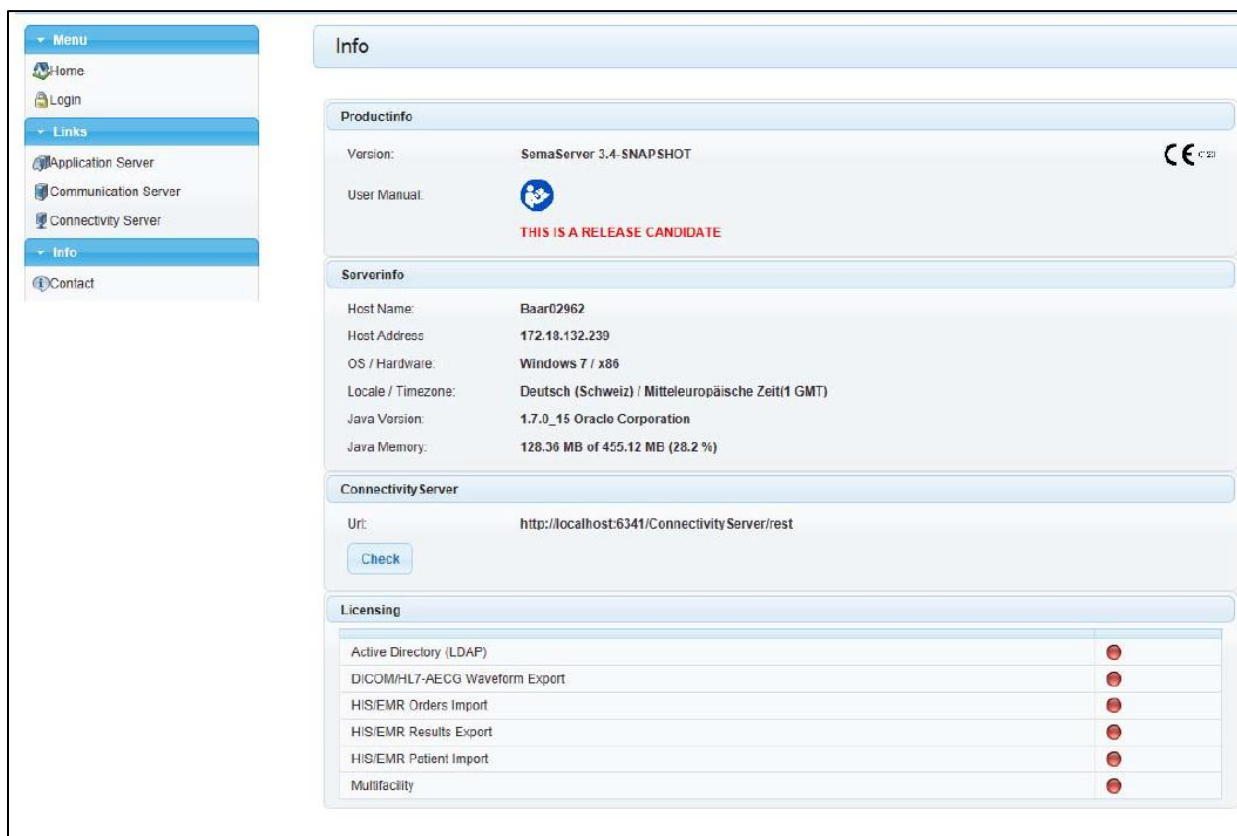 Menu
Home
Login
Links
Application Server
Communication Server
Connectivity Server
Info
Contact
Info
Productinfo
Version: SemaServer 3.4-SNAPSHOT
User Manual:
THIS IS A RELEASE CANDIDATE
Serverinfo
Host Name: Baar02962
Host Address 172.18.132.239
OS / Hardware: Windows 7 / x86
Locale / Timezone: Deutsch (Schweiz) / Mitteleuropäische Zeit(1 GMT)
Java Version: 1.7.0_15 Oracle Corporation
Java Memory: 128.36 MB of 455.12 MB (28.2 %)
ConnectivityServer
Url: http://localhost:6341/ConnectivityServer/rest
Check
Licensing
Active Directory (LDAP)
DICOM/HL7-AECG Waveform Export
HIS/EMR Orders Import
HIS/EMR Results Export
HIS/EMR Patient Import
Multifacility